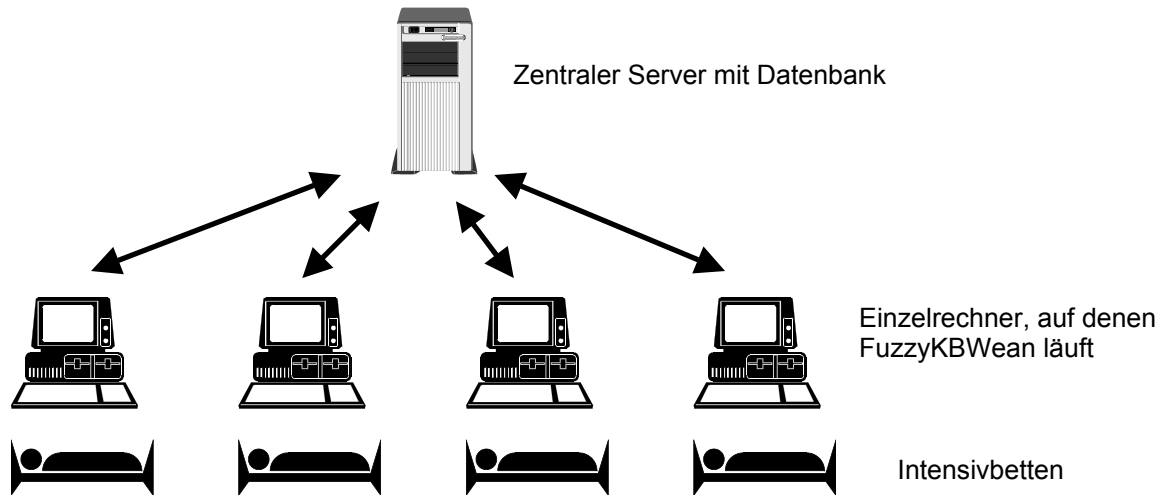 Zentraler Server mit Datenbank
Einzelrechner, auf denen
FuzzyKBWean läuft
Intensivbetten